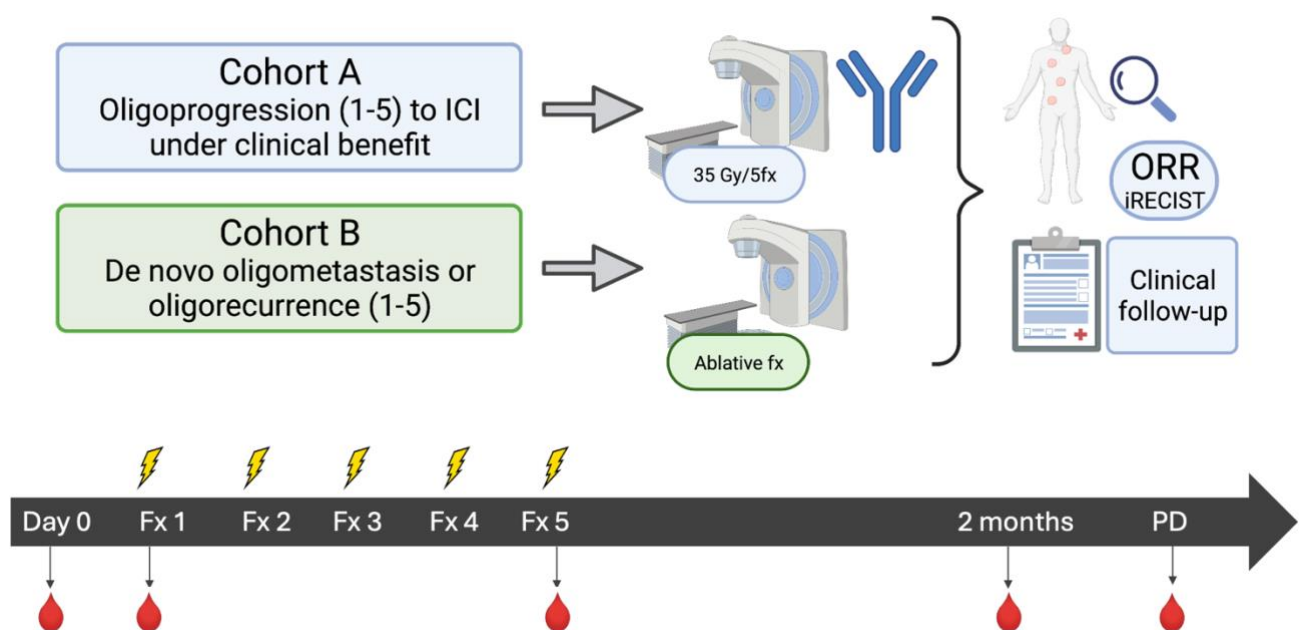 Cohort A
Oligoprogression (1-5) to ICI
under clinical benefit
35 Gy/5fx
ORR
iRECIST
Cohort B
De novo oligometastasis or
oligorecurrence (1-5)
Ablative fx
Clinical
follow-up
Day 0 Fx 1 Fx 2 Fx 3 Fx 4 Fx 5 2 months PD